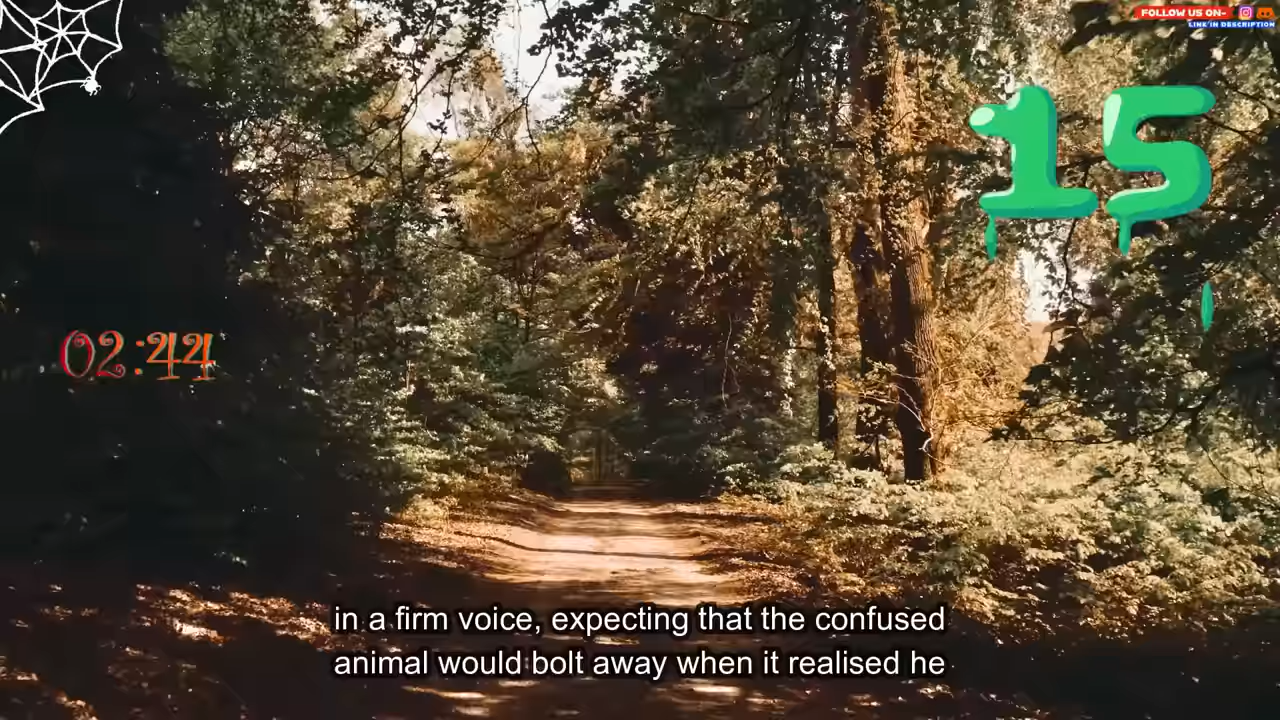 FOLLOW US ON-
LINK IN DESCRIPTION
15
02:44
in a firm voice, expecting that the confused
animal would bolt away when it realised he